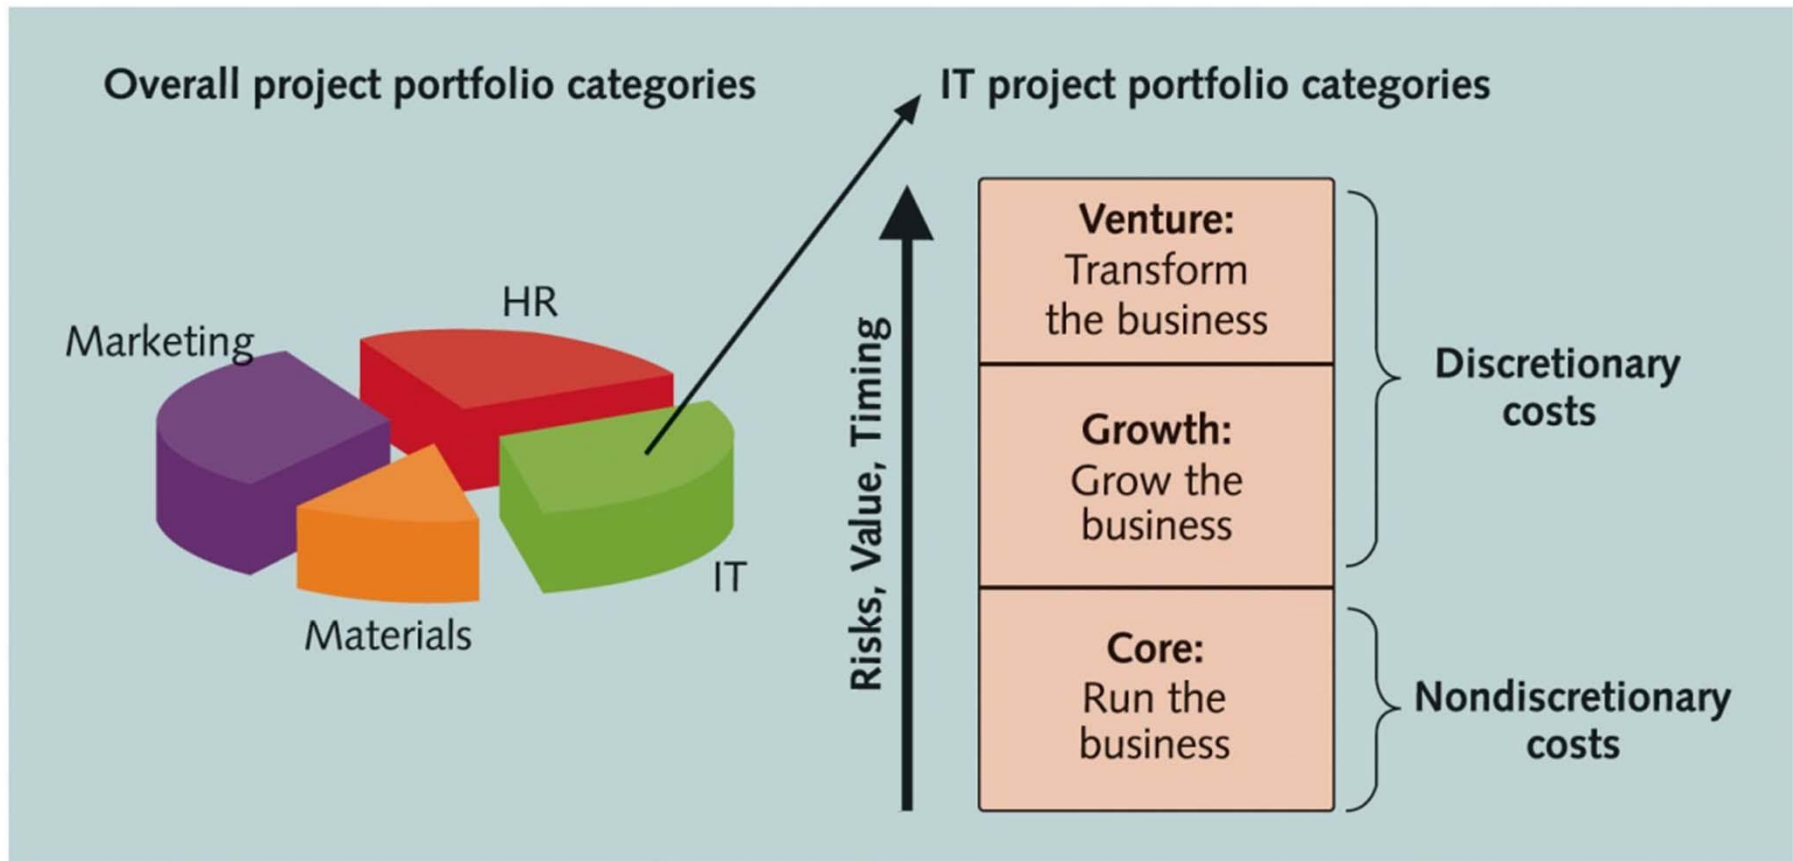 Overall project portfolio categories
IT project portfolio categories
Marketing
HR
IT
Materials
Risks, Value, Timing
Venture:
Transform
the business
Growth:
Grow the
business
Core:
Run the
business
Discretionary
costs
Nondiscretionary
costs